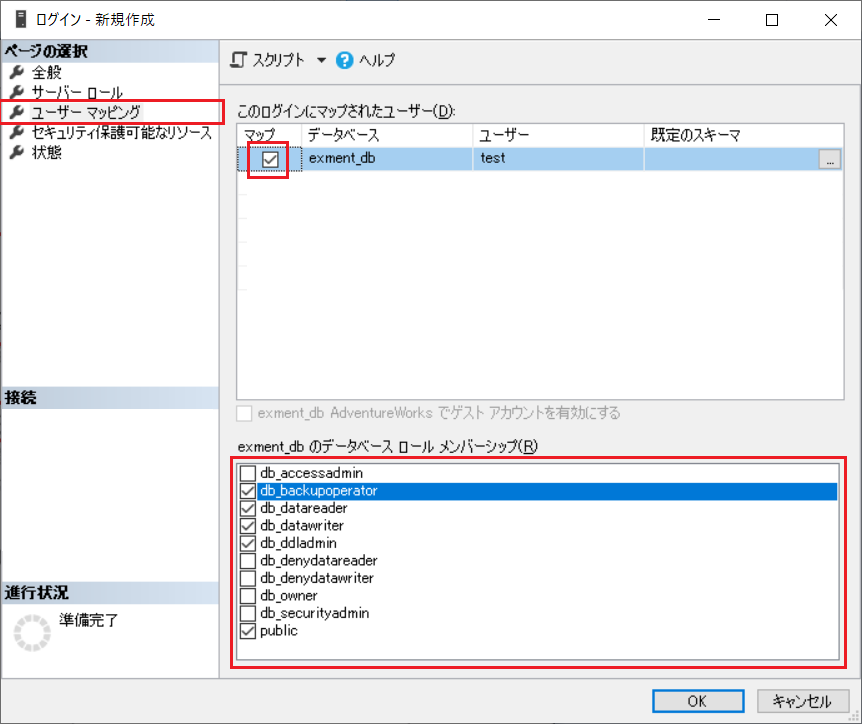 ログイン - 新規作成
ページの選択
全般
サーバー ロール
ユーザー マッピング
セキュリティ保護可能なリソース
状態
接続
進行状況
準備完了
スクリプト ヘルプ
このログインにマップされたユーザー(D):
マップ データベース ユーザー 既定のスキーマ
exment_db test ...
exment_db AdventureWorks でゲスト アカウントを有効にする
exment_db のデータベース ロール メンバーシップ(R)
db_accessadmin
db_backupoperator
db_datareader
db_datawriter
db_ddladmin
db_denydatareader
db_denydatawriter
db_owner
db_securityadmin
public
OK キャンセル